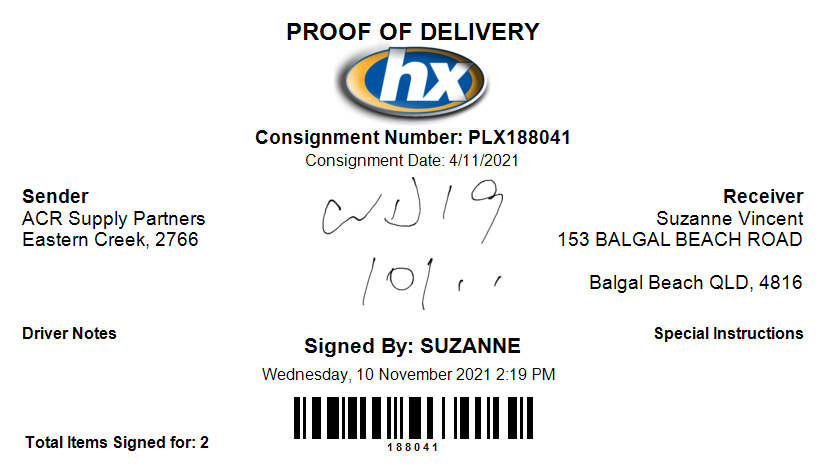 PROOF OF DELIVERY
hx
Consignment Number: PLX188041
Consignment Date: 4/11/2021
Sender
ACR Supply Partners
Eastern Creek, 2766
Receiver
Suzanne Vincent
153 BALGAL BEACH ROAD
Balgal Beach QLD, 4816
Driver Notes
Special Instructions
Signed By: SUZANNE
Wednesday, 10 November 2021 2:19 PM
188041
Total Items Signed for: 2